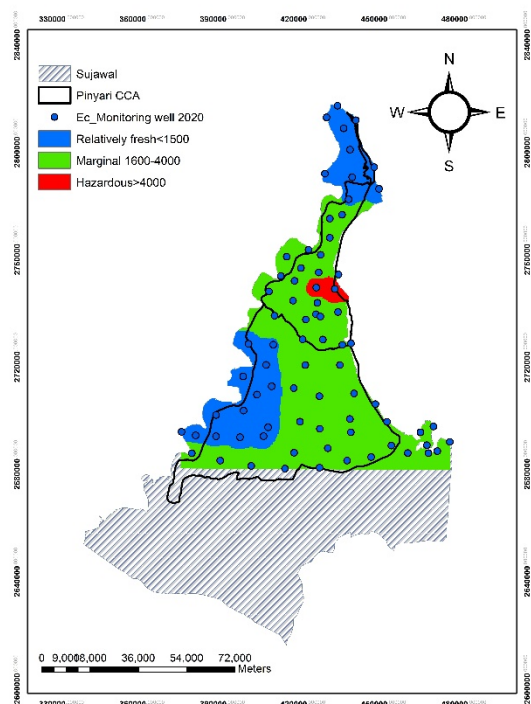 330000 360000 390000 420000 450000 480000
2840000
2800000
2760000
2720000
2680000
2640000
2600000
N
W E
S
Sujawal
Pinyari CCA
Ec_Monitoring well 2020
Relatively fresh<1500
Marginal 1600-4000
Hazardous>4000
2840000
2800000
2760000
2720000
2680000
2640000
2600000
0 9,00018,000 36,000 54,000 72,000
Meters
330000 360000 390000 420000 450000 480000